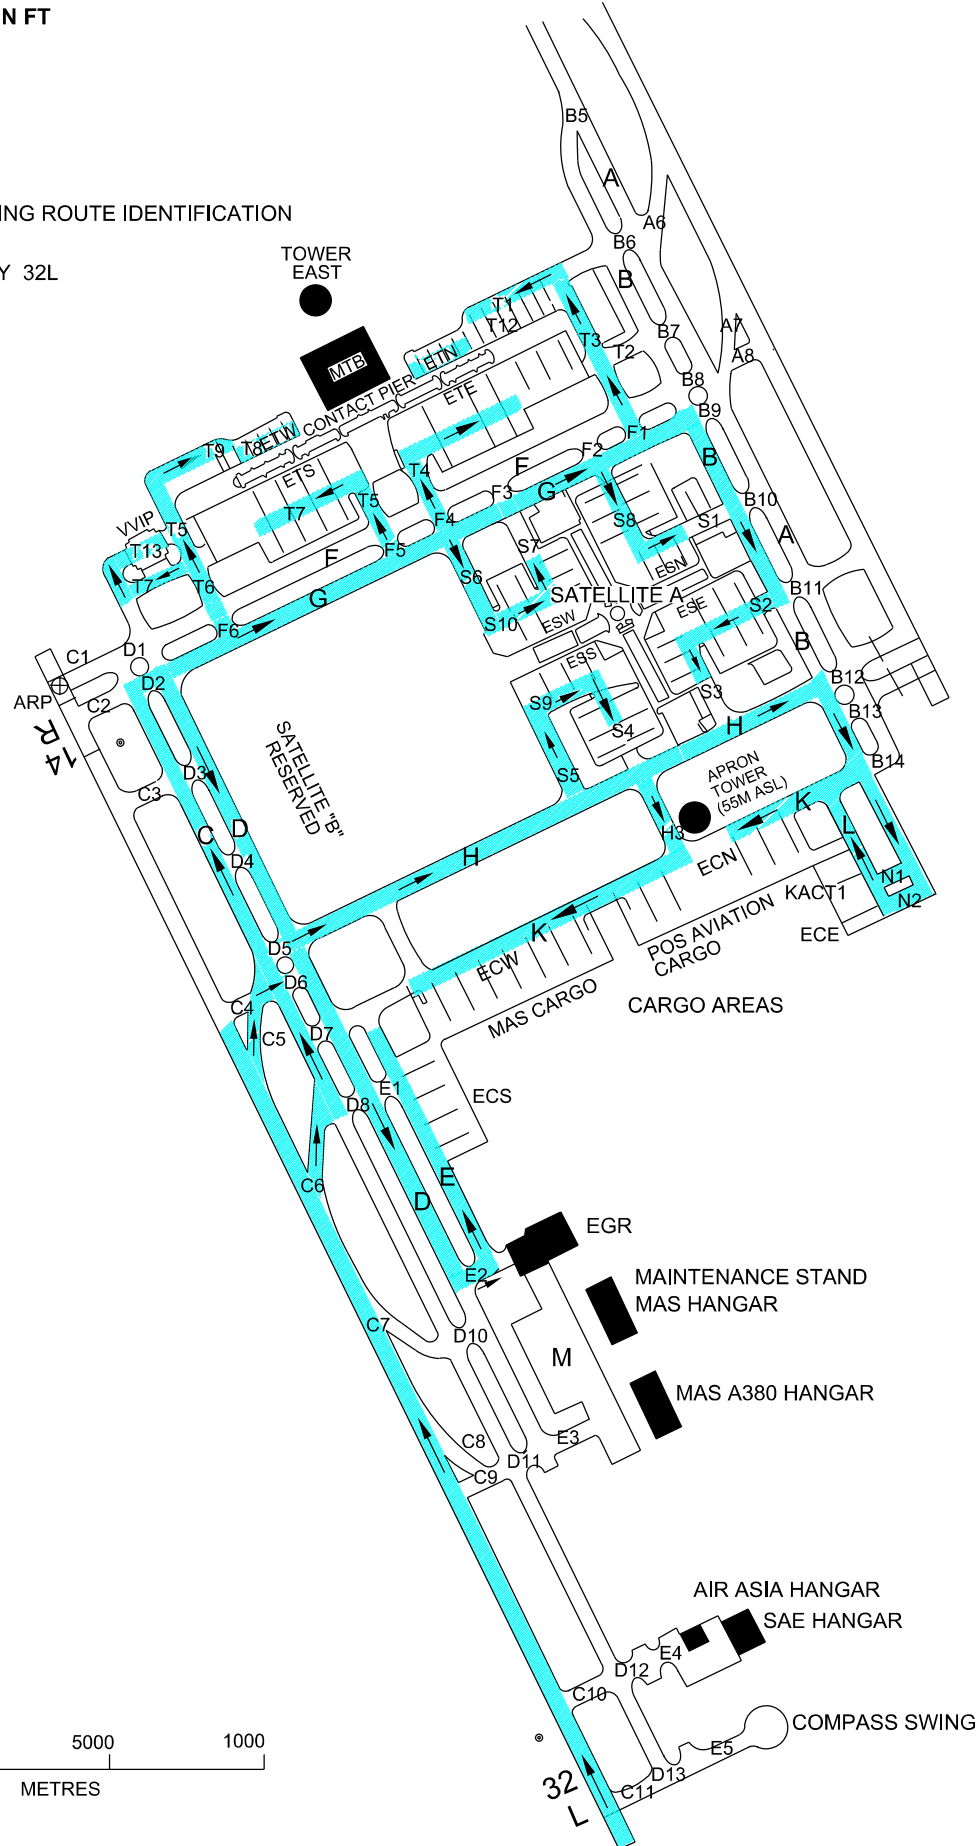 N FT
B5
A
ING ROUTE IDENTIFICATION
A6
B6
TOWER
EAST
Y 32L
B
T1
T12
B7
A7
T3
T2
A8
ETN
MTB
B8
CONTACT PIER
ETE
B9
T9
T8
ETW
F1
F2
B
ETS
T4
F
T5
T7
G
F3
B10
VVIP
T5
F4
S8
S1
A
T13
F
F5
S7
ESN
T7
T6
S6
B11
G
SATELLITE A
S2
F6
S10
ESW
ESE
B
D1
C1
ESS
B12
D2
S3
ARP
C2
S9
B13
14
R
S4
H
SATELLITE "B"
RESERVED
B14
D3
S5
APRON
TOWER
(55M ASL)
C3
K
C
D
H3
L
D4
H
ECN
N1
KACT1
N2
K
POS AVIATION
CARGO
ECE
D5
ECW
D6
C4
MAS CARGO
CARGO AREAS
C5
D7
E1
ECS
D8
C6
E
D
EGR
E2
MAINTENANCE STAND
MAS HANGAR
C7
D10
M
MAS A380 HANGAR
C8
E3
D11
C9
AIR ASIA HANGAR
SAE HANGAR
E4
D12
C10
COMPASS SWING
5000
1000
E5
D13
METRES
32
L
C11